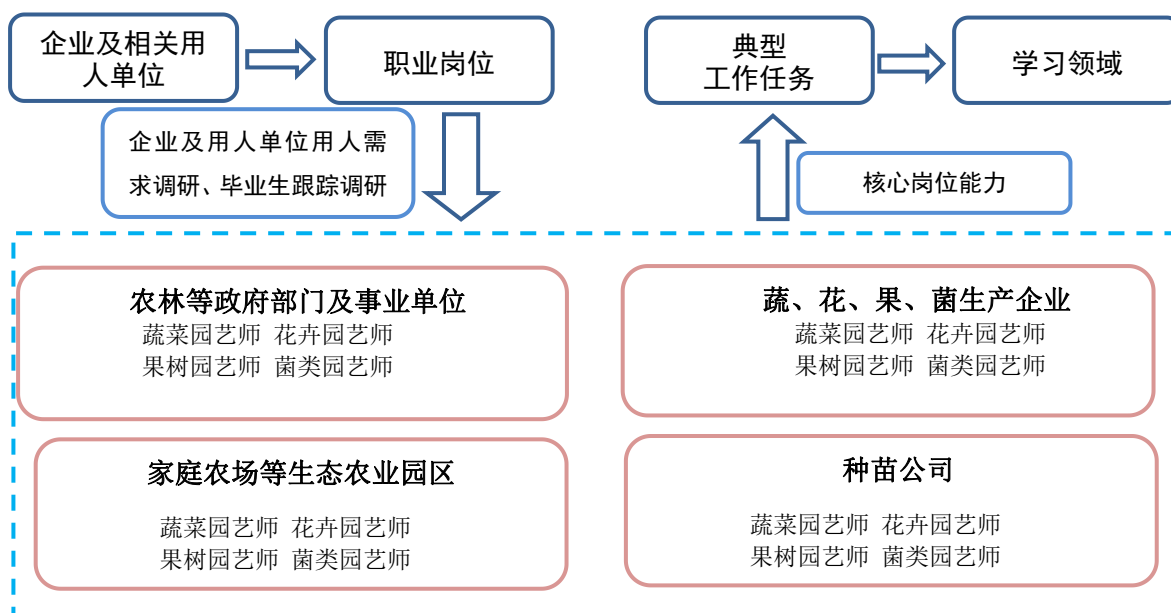 企业及相关用
人单位
职业岗位
典型
工作任务
学习领域
企业及用人单位用人需
求调研、毕业生跟踪调研
核心岗位能力
农林等政府部门及事业单位
蔬菜园艺师 花卉园艺师
果树园艺师 菌类园艺师
蔬、花、果、菌生产企业
蔬菜园艺师 花卉园艺师
果树园艺师 菌类园艺师
家庭农场等生态农业园区
蔬菜园艺师 花卉园艺师
果树园艺师 菌类园艺师
种苗公司
蔬菜园艺师 花卉园艺师
果树园艺师 菌类园艺师